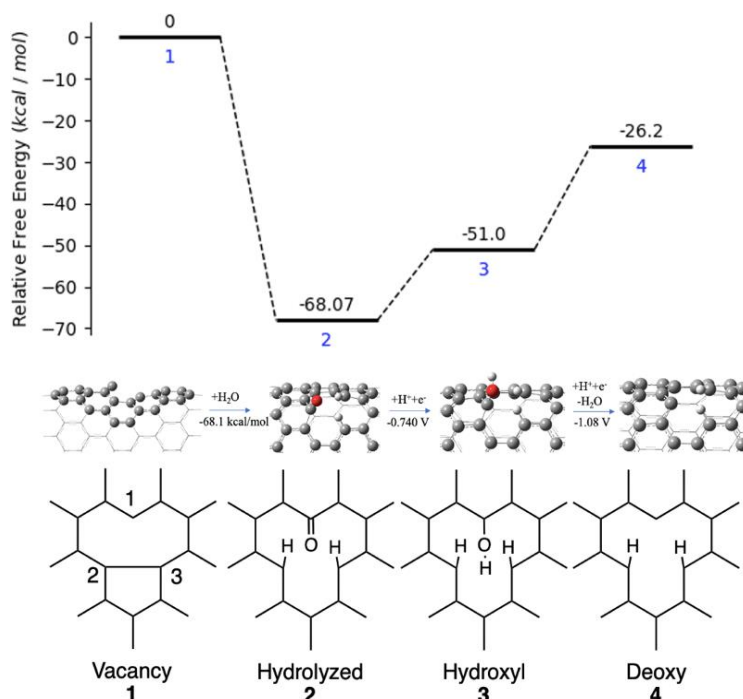 Relative Free Energy (kcal / mol)
0
−10
−20
−30
−40
−50
−60
−70
0
1
-68.07
2
-51.0
3
-26.2
4
+H₂O
-68.1 kcal/mol
+H⁺+e⁻
-0.740 V
+H⁺+e⁻
-H₂O
-1.08 V
1
2
3
H
O
H
H
O
H
H
H
H
Vacancy
1
Hydrolyzed
2
Hydroxyl
3
Deoxy
4